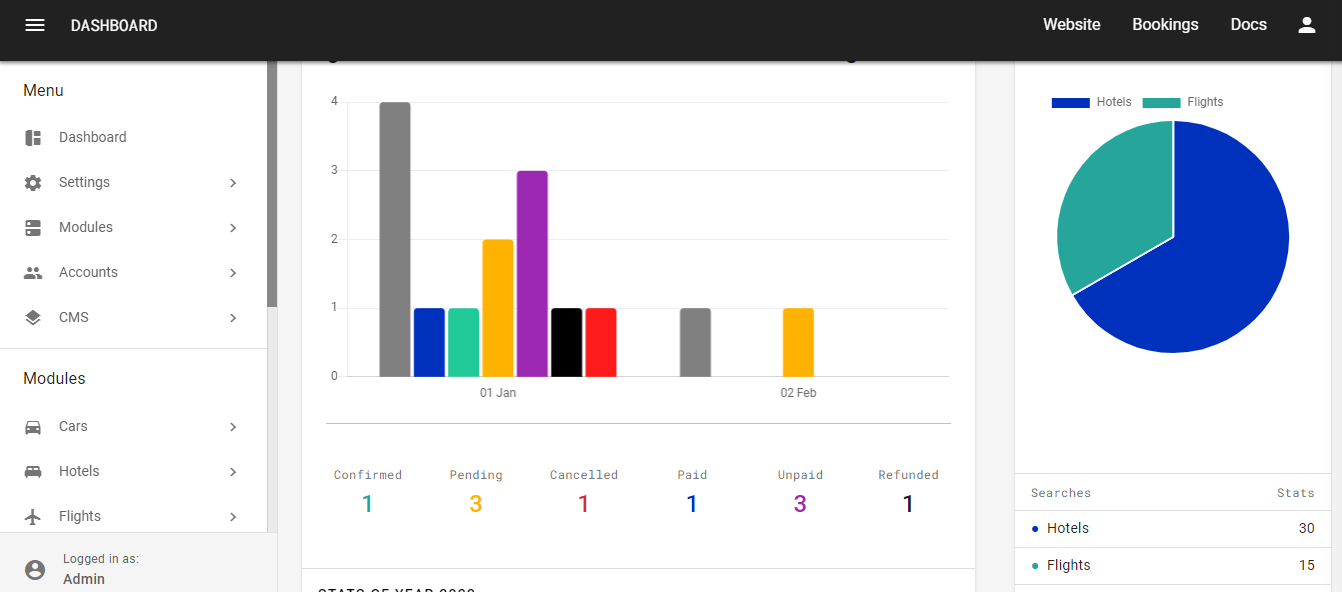 DASHBOARD
Website Bookings Docs
Menu
Dashboard
Settings
Modules
Accounts
CMS
Modules
Cars
Hotels
Flights
Logged in as:
Admin
4
3
2
1
0
01 Jan 02 Feb
Confirmed Pending Cancelled Paid Unpaid Refunded
1 3 1 1 3 1
Hotels Flights
Searches Stats
Hotels 30
Flights 15